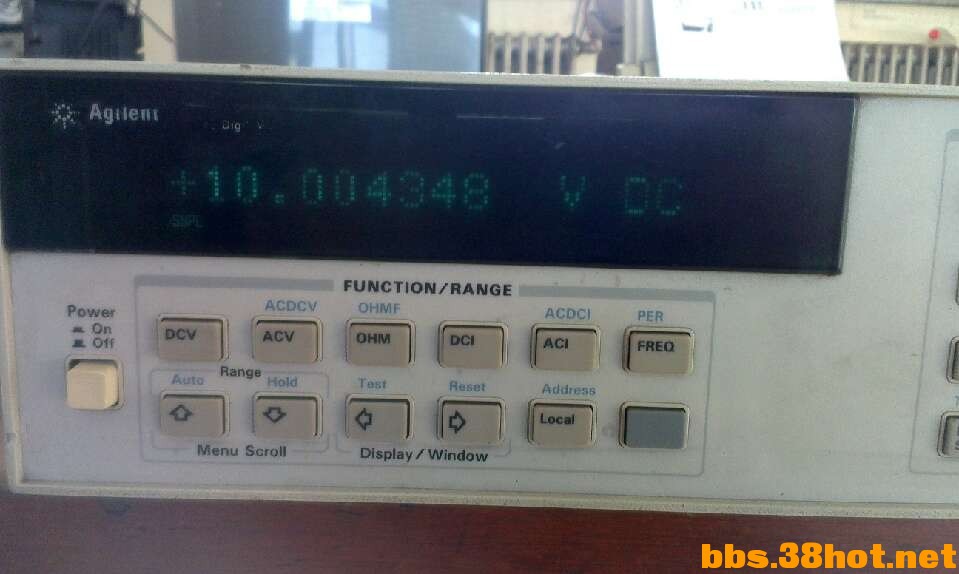 Agilent
+10.004348 V DC
FUNCTION/RANGE
Power
On
Off
ACDCV OHMF ACDCI PER
DCV ACV OHM DCI ACI FREQ
Range
Auto Hold Test Reset Address
Local
Menu Scroll Display/Window
bbs.38hot.net